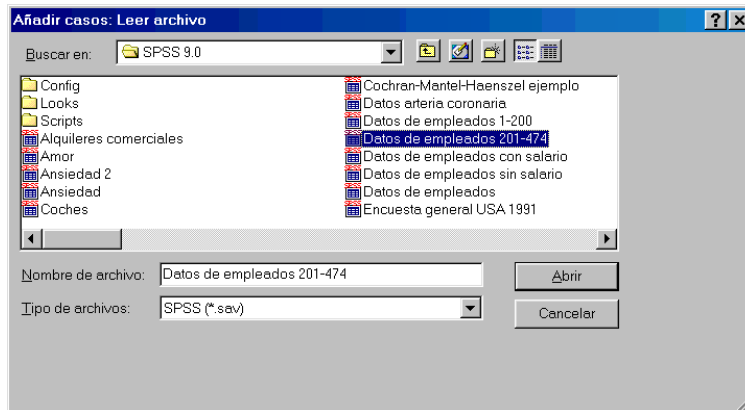 Añadir casos: Leer archivo
Buscar en: SPSS 9.0
Config
Looks
Scripts
Alquileres comerciales
Amor
Ansiedad 2
Ansiedad
Coches
Cochran-Mantel-Haenszel ejemplo
Datos arteria coronaria
Datos de empleados 1-200
Datos de empleados 201-474
Datos de empleados con salario
Datos de empleados sin salario
Datos de empleados
Encuesta general USA 1991
Nombre de archivo: Datos de empleados 201-474 Abrir
Tipo de archivos: SPSS (*.sav) Cancelar